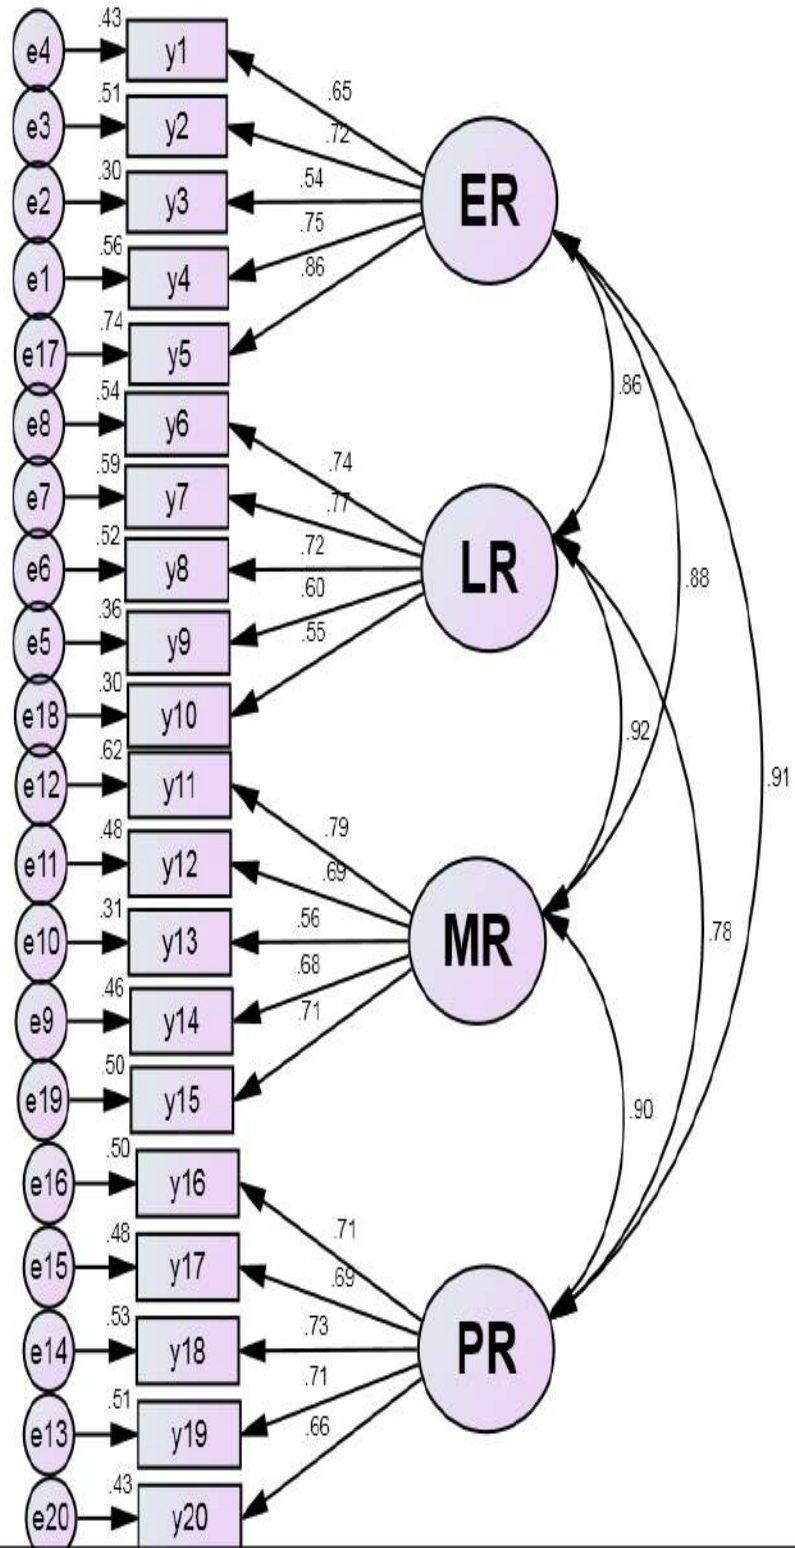 .43
e4 y1
.65
.51
e3 y2
.72
.30
e2 y3
.54
ER
.75
.56
e1 y4
.86
.74
e17 y5
.86
.54
e8 y6
.74
.59
e7 y7
.77
.52
e6 y8
.72
LR
.88
.60
.36
e5 y9
.55
.30
e18 y10
.92
.62
e12 y11
.91
.79
.48
e11 y12
.69
.31
e10 y13
.56
MR
.78
.68
.46
e9 y14
.71
.50
e19 y15
.90
.50
e16 y16
.71
.48
e15 y17
.69
.53
e14 y18
.73
PR
.71
.51
e13 y19
.66
.43
e20 y20